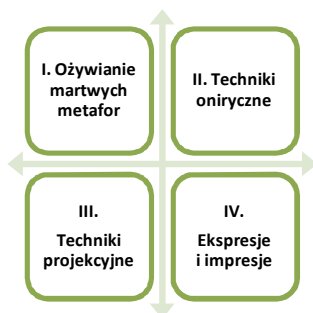 I. Ożywianie
martwych
metafor
II. Techniki
oniryczne
III.
Techniki
projekcyjne
IV.
Ekspresje
i impresje